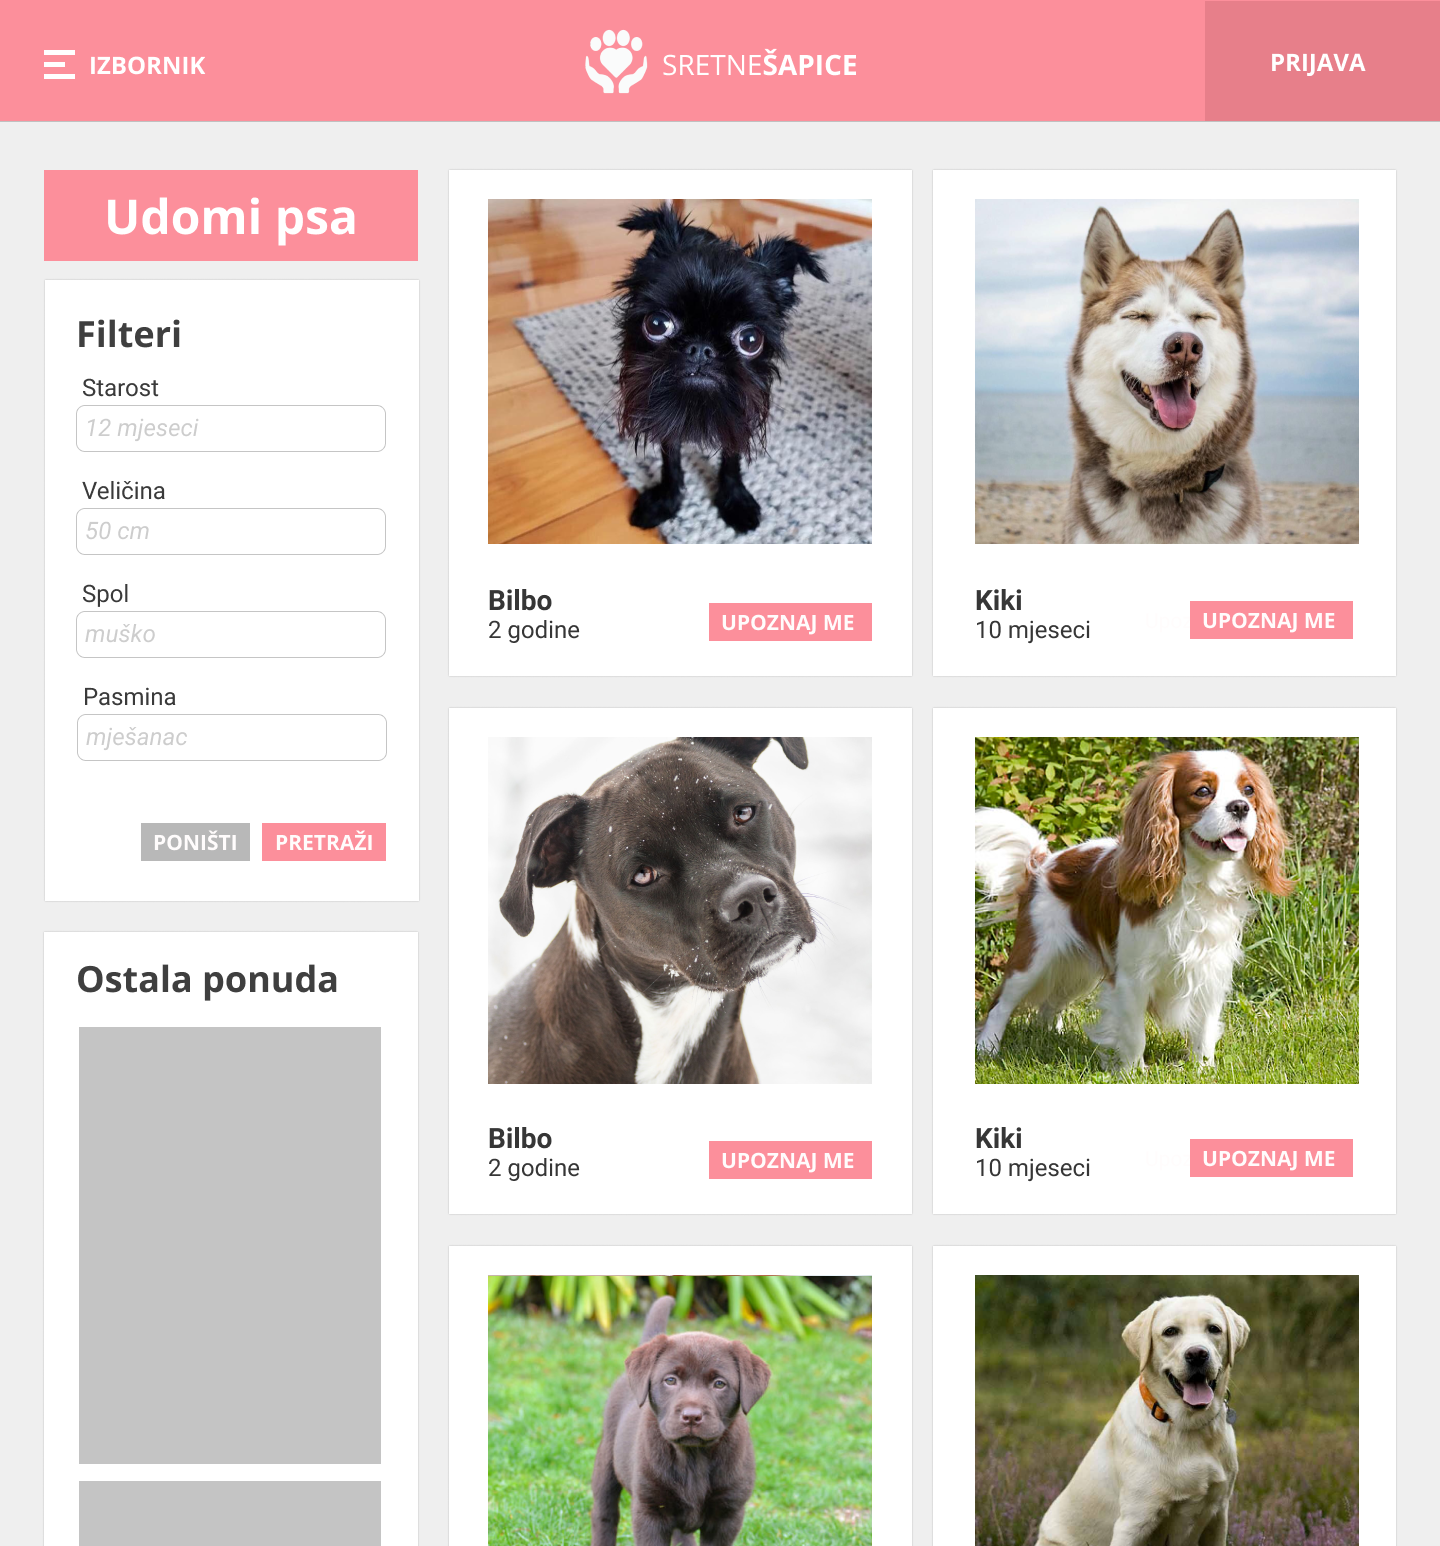 IZBORNIK
SRETNEŠAPICE
PRIJAVA
Udomi psa
Filteri
Starost
12 mjeseci
Veličina
50 cm
Spol
muško
Pasmina
mješanac
PONIŠTI
PRETRAŽI
Ostala ponuda
Bilbo
2 godine
UPOZNAJ ME
Kiki
10 mjeseci
UPOZNAJ ME
Bilbo
2 godine
UPOZNAJ ME
Kiki
10 mjeseci
UPOZNAJ ME